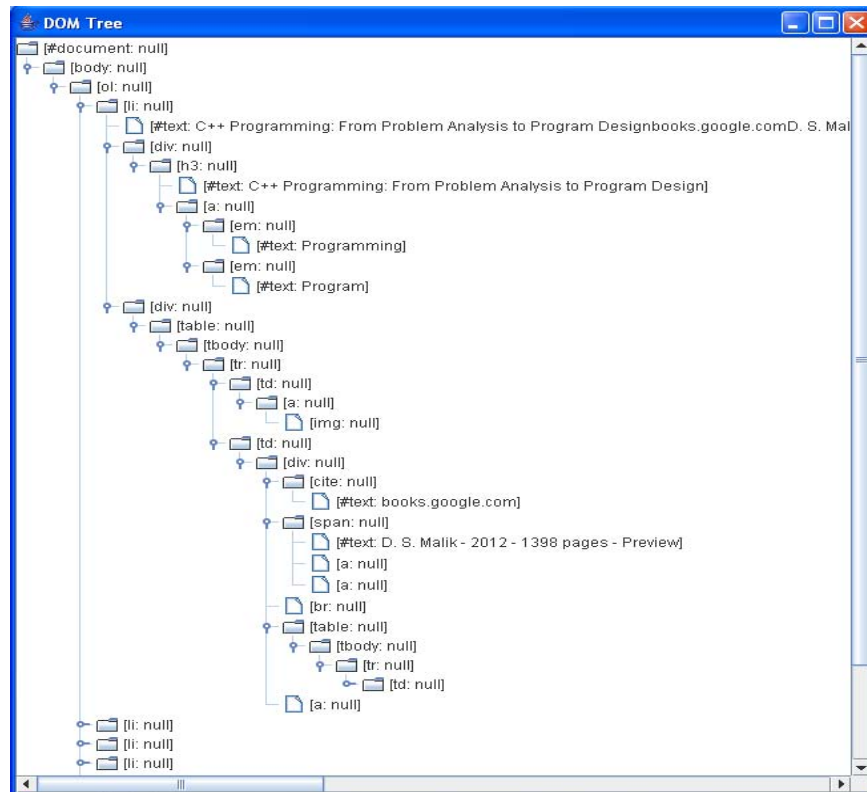 DOM Tree
[#document: null]
[body: null]
[ol: null]
[li: null]
[#text: C++ Programming: From Problem Analysis to Program Designbooks.google.comD. S. Mal
[div: null]
[h3: null]
[#text: C++ Programming: From Problem Analysis to Program Design]
[a: null]
[em: null]
[#text: Programming]
[em: null]
[#text: Program]
[div: null]
[table: null]
[tbody: null]
[tr: null]
[td: null]
[a: null]
[img: null]
[td: null]
[div: null]
[cite: null]
[#text: books.google.com]
[span: null]
[#text: D. S. Malik - 2012 - 1398 pages - Preview]
[a: null]
[a: null]
[br: null]
[table: null]
[tbody: null]
[tr: null]
[td: null]
[a: null]
[li: null]
[li: null]
[li: null]